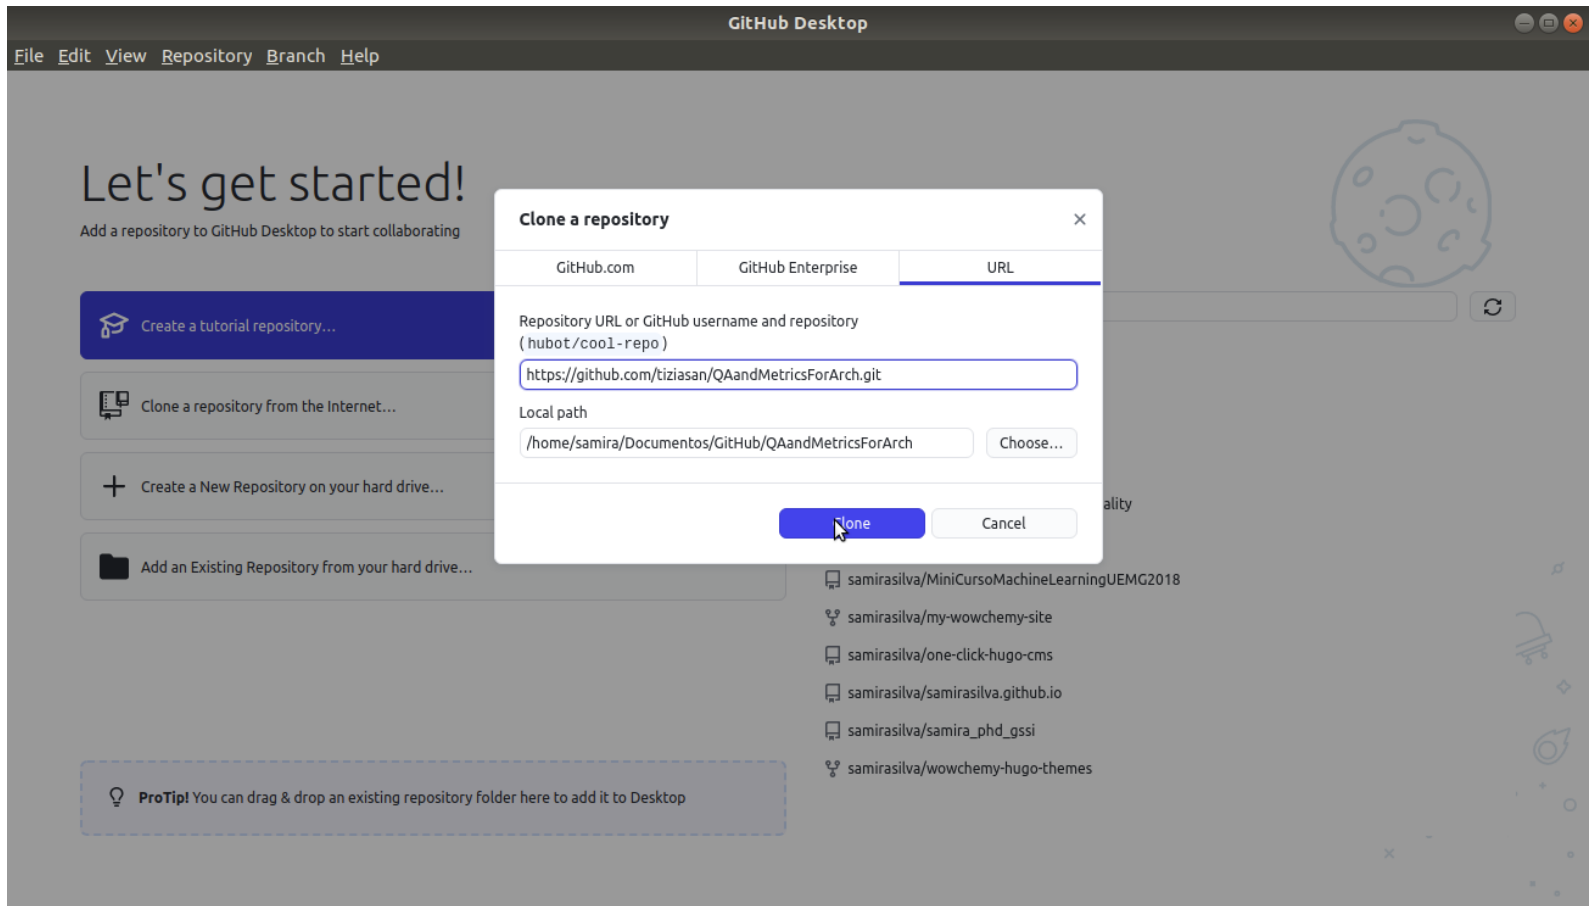 GitHub Desktop
File Edit View Repository Branch Help
Let's get started!
Add a repository to GitHub Desktop to start collaborating
Create a tutorial repository...
Clone a repository from the Internet...
Create a New Repository on your hard drive...
Add an Existing Repository from your hard drive...
ProTip! You can drag & drop an existing repository folder here to add it to Desktop
Clone a repository
GitHub.com GitHub Enterprise URL
Repository URL or GitHub username and repository
(hubot/cool-repo)
https://github.com/tiziasan/QAandMetricsForArch.git
Local path
/home/samira/Documentos/GitHub/QAandMetricsForArch Choose...
Clone Cancel
ality
samirasilva/MiniCursoMachineLearningUEMG2018
samirasilva/my-wowchemy-site
samirasilva/one-click-hugo-cms
samirasilva/samirasilva.github.io
samirasilva/samira_phd_gssi
samirasilva/wowchemy-hugo-themes